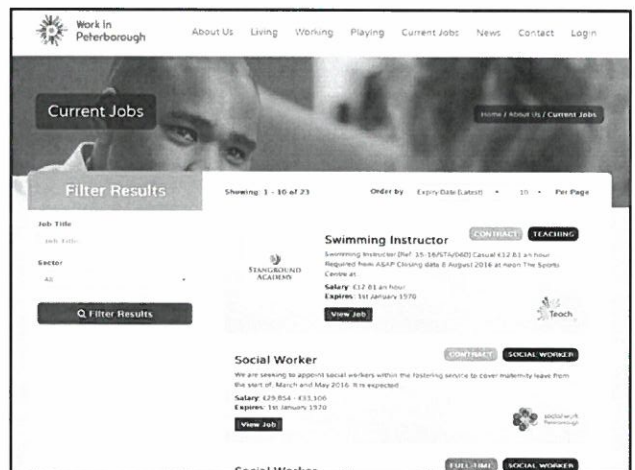 Work in
Peterborough
About Us Living Working Playing Current Jobs News Contact Login
Current Jobs
Home / About Us / Current Jobs
Filter Results
Showing: 1 - 10 of 23 Order by Expiry Date (Latest) 10 Per Page
Job Title
Job Title
Sector
All
Filter Results
STANGROUND
ACADEMY
Swimming Instructor
CONTRACT TEACHING
Swimming Instructor [Ref: 15-16/STA/060] Casual £12.81 an hour
Required from ASAP Closing date 8 August 2016 at noon The Sports
Centre at
Salary: £12.81 an hour
Expires: 1st January 1970
View Job
Teach
Social Worker
CONTRACT SOCIAL WORKER
We are seeking to appoint social workers within the fostering service to cover maternity leave from
the start of, March and May 2016. It is expected
Salary: £29,854 - £33,106
Expires: 1st January 1970
View Job
social work
Peterborough
Social Worker
FULL-TIME SOCIAL WORKER